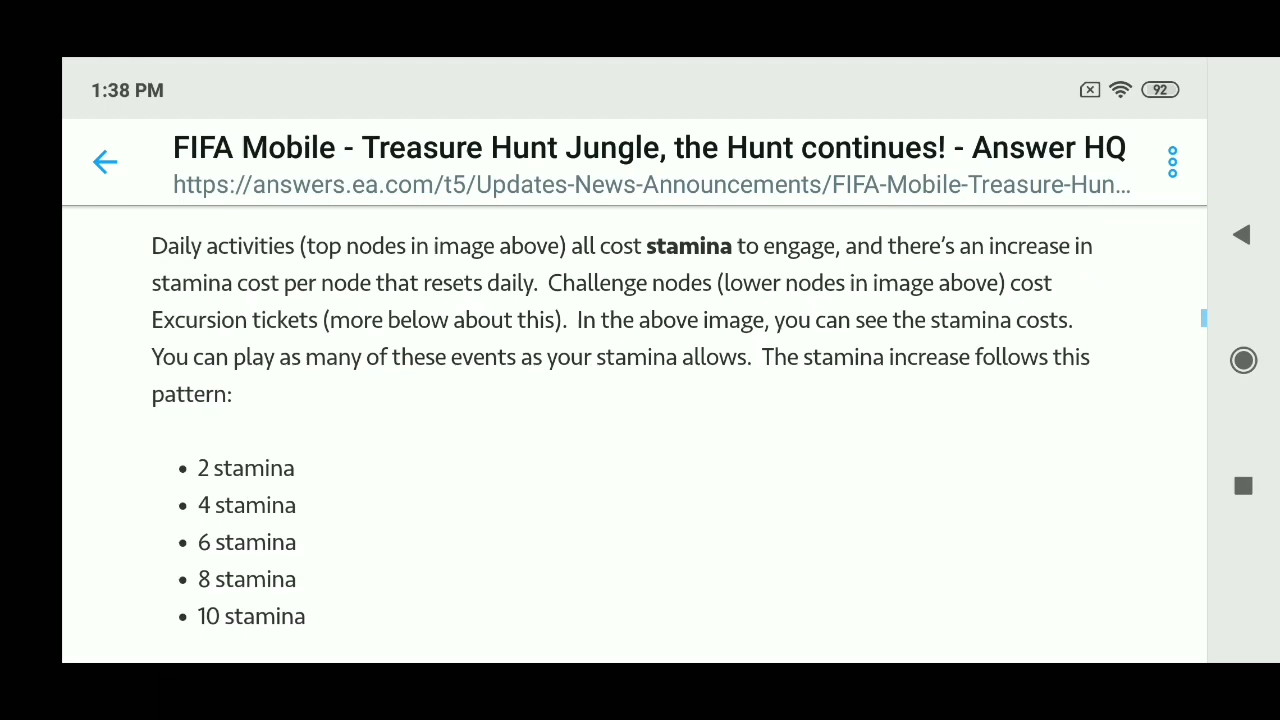 1:38 PM
92
FIFA Mobile - Treasure Hunt Jungle, the Hunt continues! - Answer HQ
https://answers.ea.com/t5/Updates-News-Announcements/FIFA-Mobile-Treasure-Hun...
Daily activities (top nodes in image above) all cost stamina to engage, and there’s an increase in
stamina cost per node that resets daily.  Challenge nodes (lower nodes in image above) cost
Excursion tickets (more below about this).  In the above image, you can see the stamina costs.
You can play as many of these events as your stamina allows.  The stamina increase follows this
pattern:
• 2 stamina
• 4 stamina
• 6 stamina
• 8 stamina
• 10 stamina